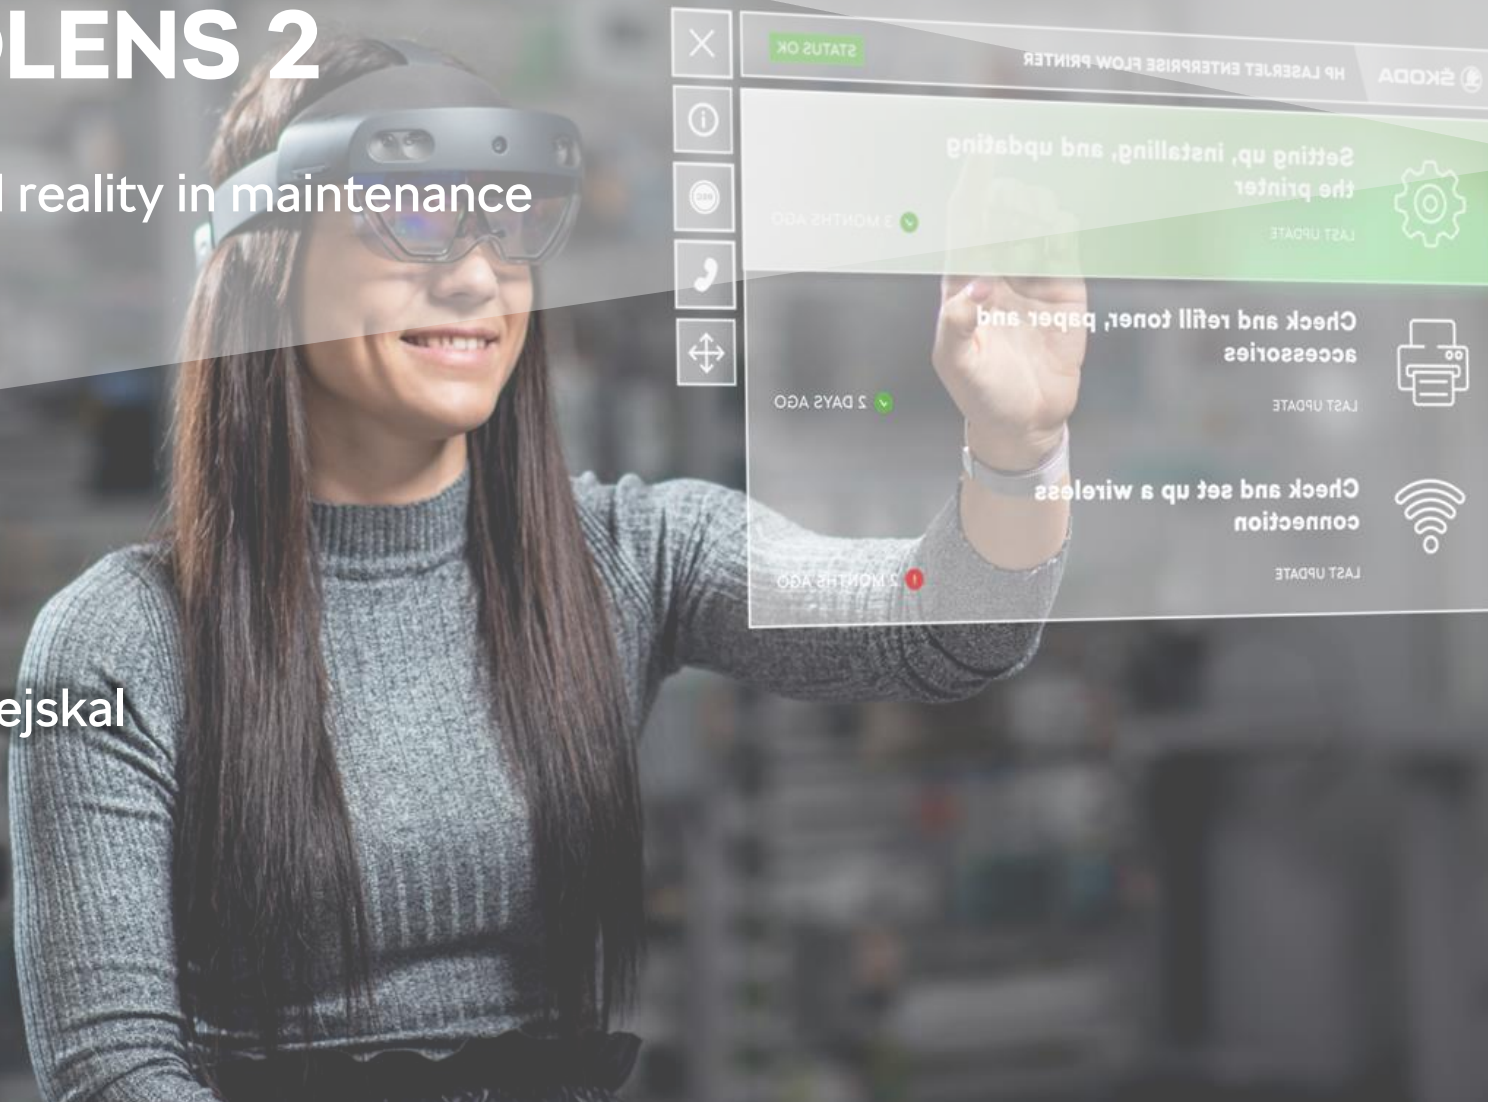 OLENS 2
l reality in maintenance
ejskal
STATUS OK
HP LASERJET ENTERPRISE FLOW PRINTER
ŠKODA
Setting up, installing, and updating
the printer
LAST UPDATE
3 MONTHS AGO
Check and refill toner, paper and
accessories
LAST UPDATE
2 DAYS AGO
Check and set up a wireless
connection
LAST UPDATE
2 MONTHS AGO
REC